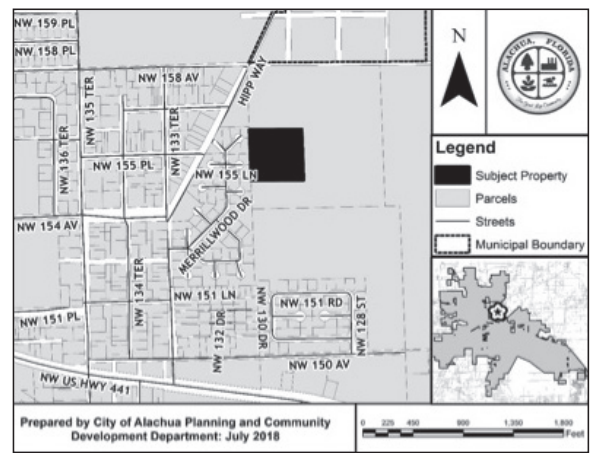 NW 159 PL
NW 158 PL
NW 158 AV
HIPP WAY
NW 135 TER
NW 136 TER
NW 133 TER
NW 155 PL
NW 155 LN
NW 154 AV
MERRILLWOOD DR
NW 134 TER
NW 151 LN
NW 151 PL
NW 132 DR
NW 130 DR
NW 151 RD
NW 128 ST
NW 150 AV
NW US HWY 441
N
ALACHUA, FLORIDA
Legend
Subject Property
Parcels
Streets
Municipal Boundary
Prepared by City of Alachua Planning and Community
Development Department: July 2018
0 225 450 900 1,350 1,800
Feet